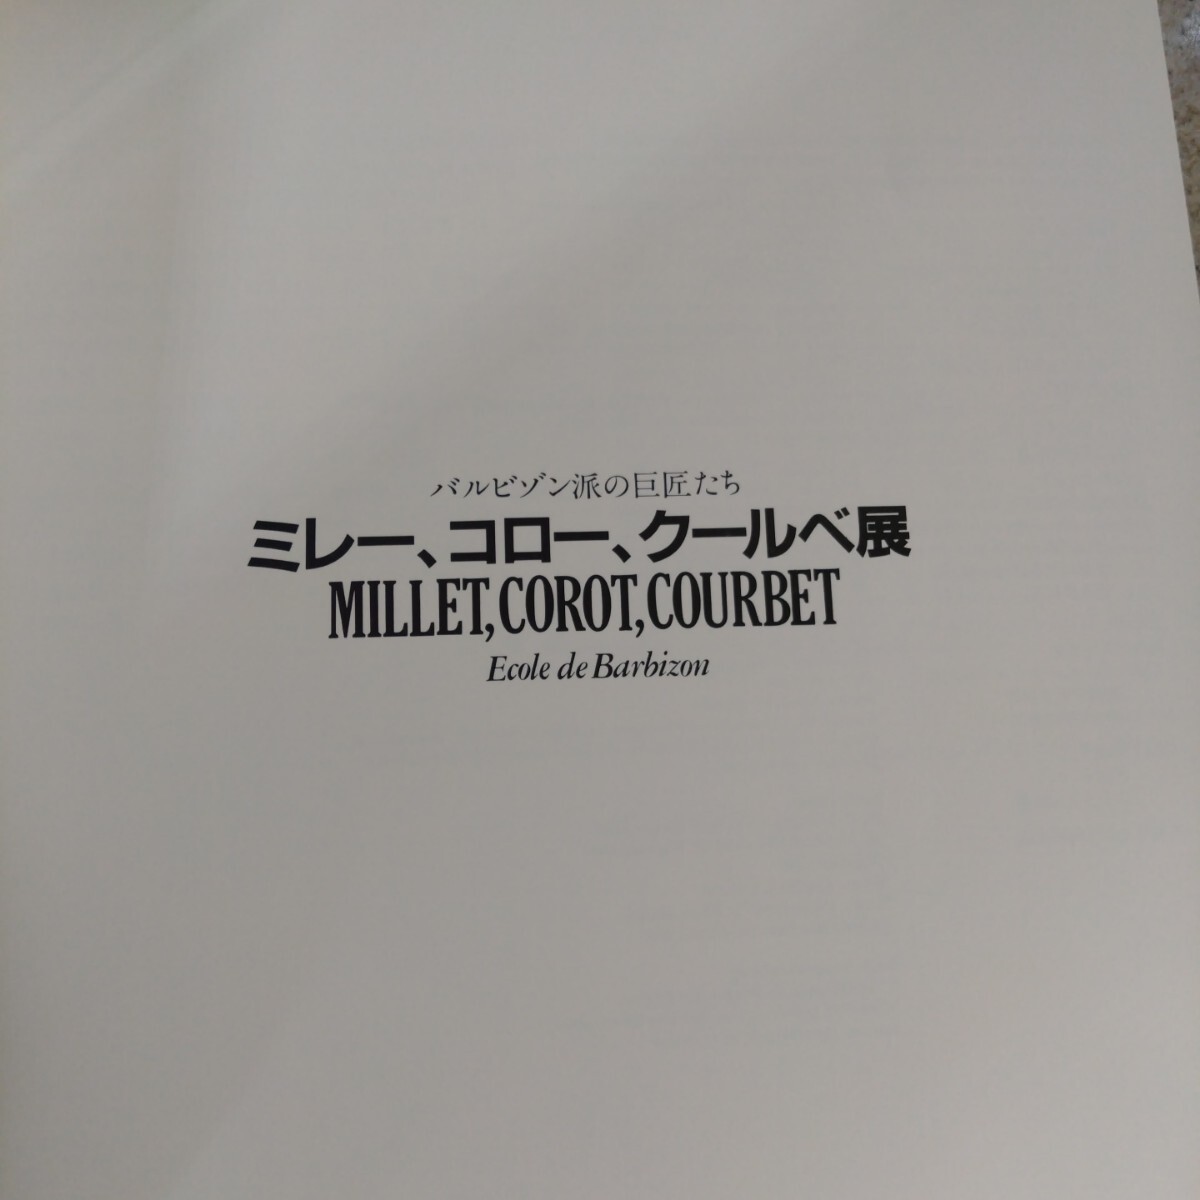 バルビゾン派の巨匠たち
ミレー、コロー、クールベ展
MILLET,COROT,COURBET
Ecole de Barbizon